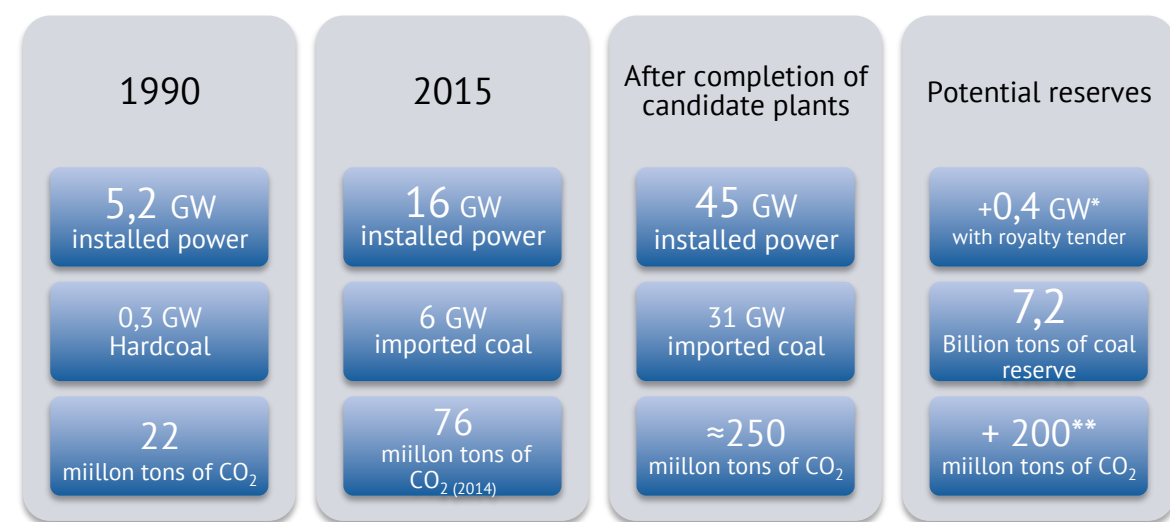 1990
5,2 GW
installed power
0,3 GW
Hardcoal
22
miillon tons of CO₂
2015
16 GW
installed power
6 GW
imported coal
76
miillon tons of
CO₂ (2014)
After completion of
candidate plants
45 GW
installed power
31 GW
imported coal
≈250
miillon tons of CO₂
Potential reserves
+0,4 GW*
with royalty tender
7,2
Billion tons of coal
reserve
+ 200**
miillon tons of CO₂